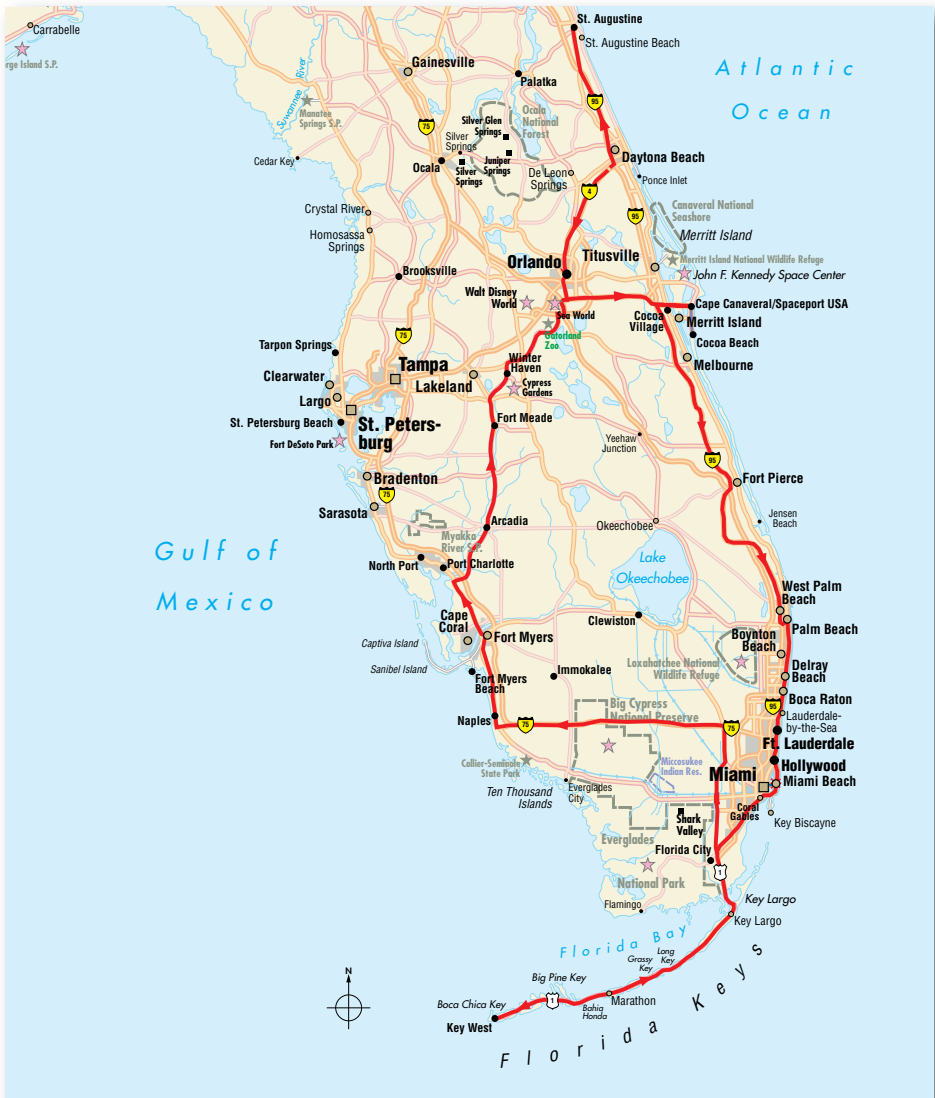 Carrabelle
rge Island S.P.
St. Augustine
St. Augustine Beach
Atlantic
Ocean
Suwannee River
Gainesville
Palatka
95
Manatee
Springs S.P.
75
Silver Glen
Springs
Ocala
National
Forest
Silver
Springs
Cedar Key
Ocala
Silver
Springs
Juniper
Springs
De Leon
Springs
Daytona Beach
Ponce Inlet
4
95
Canaveral National
Seashore
Merritt Island
Crystal River
Homosassa
Springs
Brooksville
Orlando
Titusville
Merritt Island National Wildlife Refuge
John F. Kennedy Space Center
Walt Disney
World
Sea World
Cape Canaveral/Spaceport USA
Cocoa
Village
Merritt Island
Cocoa Beach
Gatorland
Zoo
75
Tarpon Springs
Tampa
Winter
Haven
Melbourne
Clearwater
Lakeland
Cypress
Gardens
Largo
St. Petersburg Beach
St. Peters-
burg
Fort DeSoto Park
Fort Meade
Yeehaw
Junction
95
Bradenton
75
Fort Pierce
Sarasota
Jensen
Beach
Arcadia
Okeechobee
Myakka
River S.P.
Gulf of
Mexico
North Port
Port Charlotte
Lake
Okeechobee
West Palm
Beach
Palm Beach
Cape
Coral
Fort Myers
Clewiston
Boynton
Beach
Captiva Island
Sanibel Island
Loxahatchee National
Wildlife Refuge
Delray
Beach
Fort Myers
Beach
Immokalee
Boca Raton
Naples
75
Big Cypress
National Preserve
75
95
Lauderdale-
by-the-Sea
Ft. Lauderdale
Hollywood
Collier-Seminole
State Park
Miccosukee
Indian Res.
Miami
Miami Beach
Ten Thousand
Islands
Everglades
City
Coral
Gables
Key Biscayne
Shark
Valley
Everglades
National Park
Florida City
1
Flamingo
Key Largo
Key Largo
Florida Bay
Long
Key
Grassy
Key
Big Pine Key
N
Boca Chica Key
1
Bahia
Honda
Marathon
Key West
Florida Keys